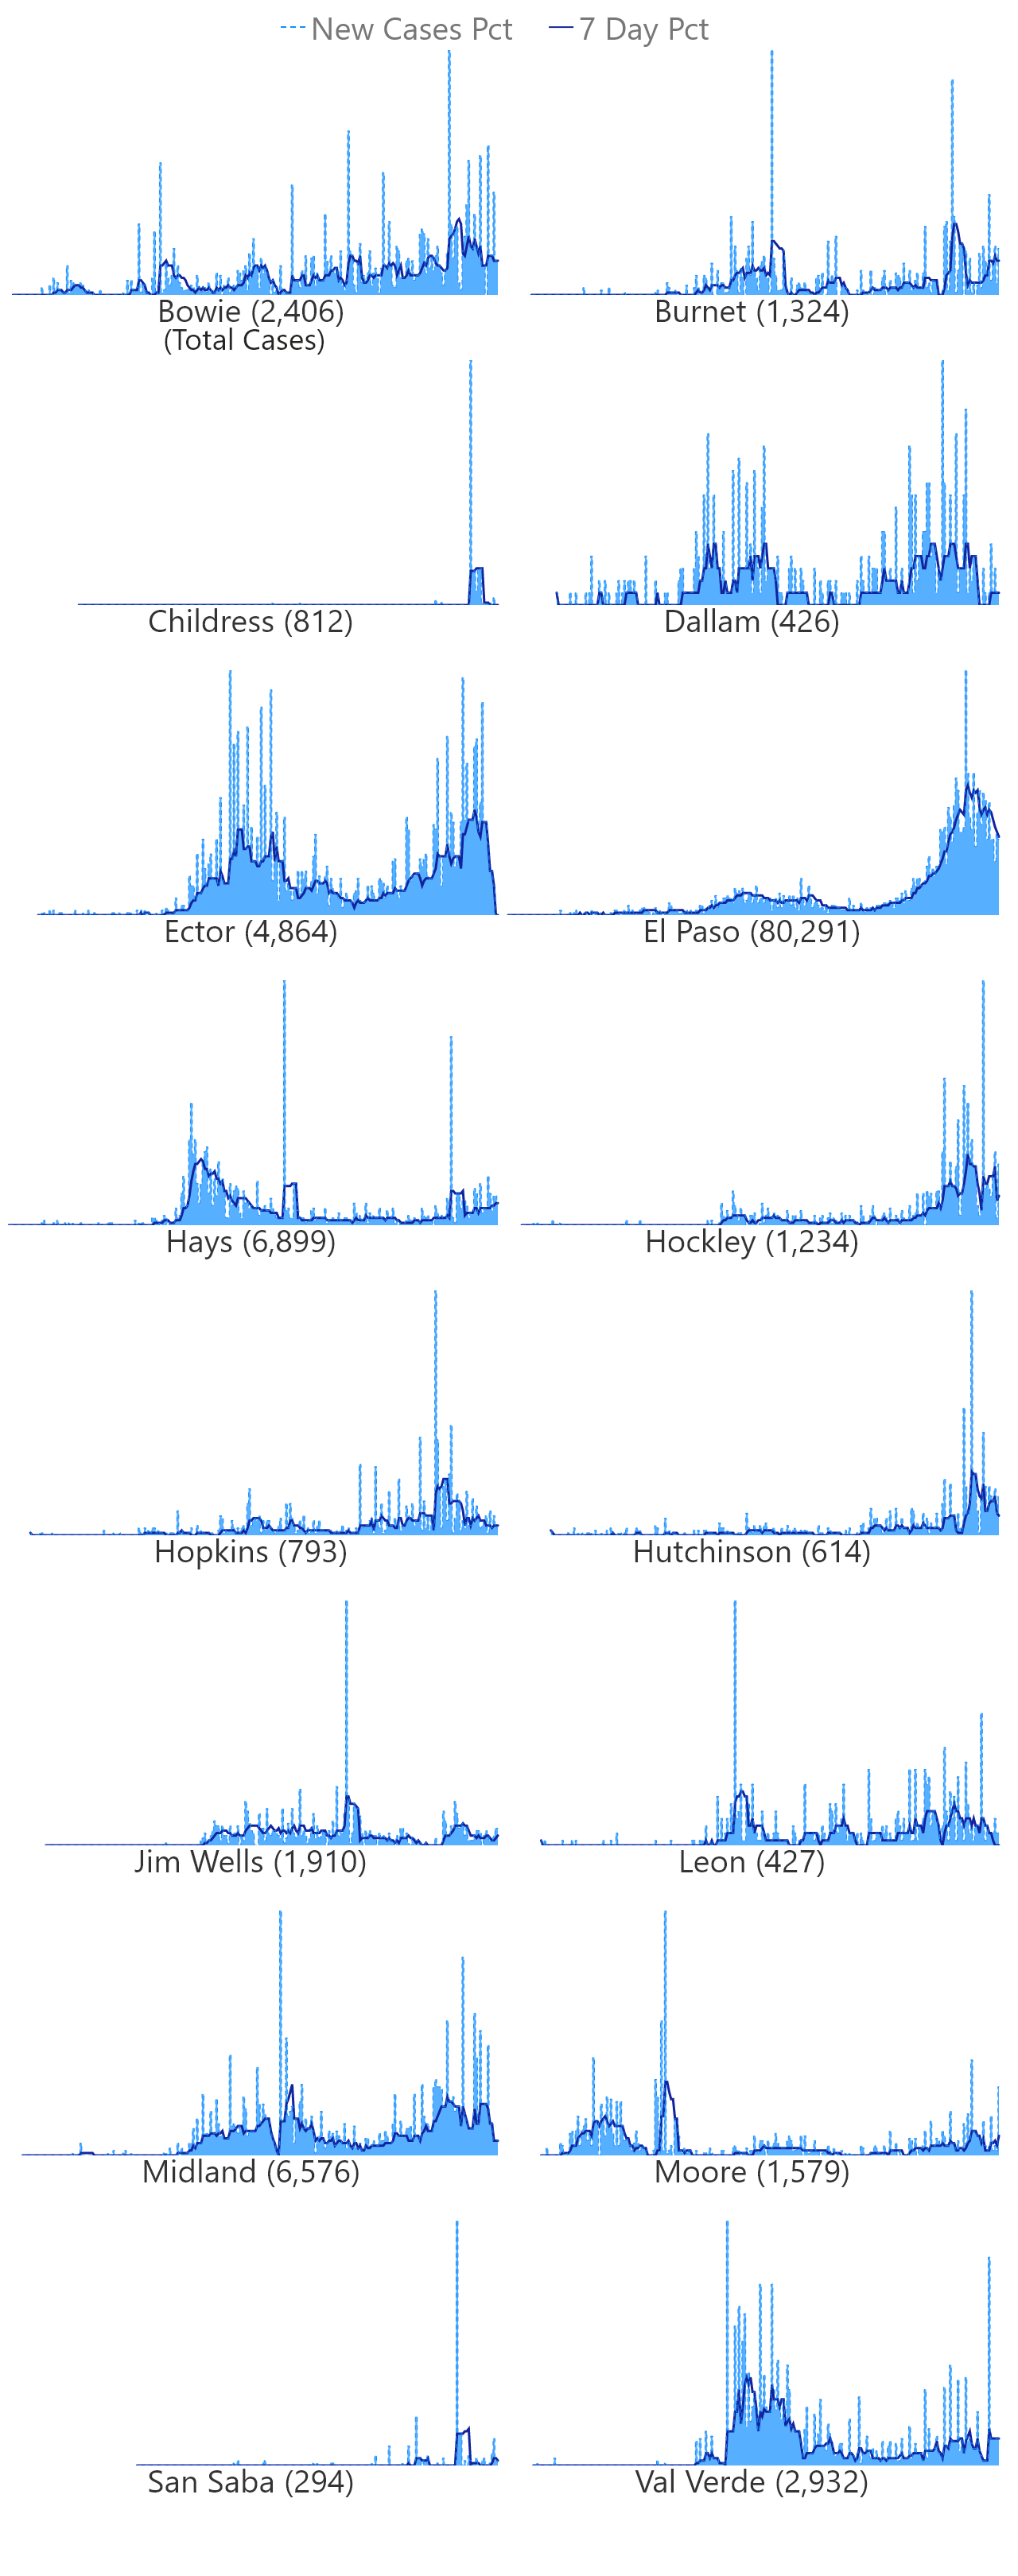 New Cases Pct 7 Day Pct
Bowie (2,406) Burnet (1,324)
(Total Cases)
Childress (812) Dallam (426)
Ector (4,864) El Paso (80,291)
Hays (6,899) Hockley (1,234)
Hopkins (793) Hutchinson (614)
Jim Wells (1,910) Leon (427)
Midland (6,576) Moore (1,579)
San Saba (294) Val Verde (2,932)